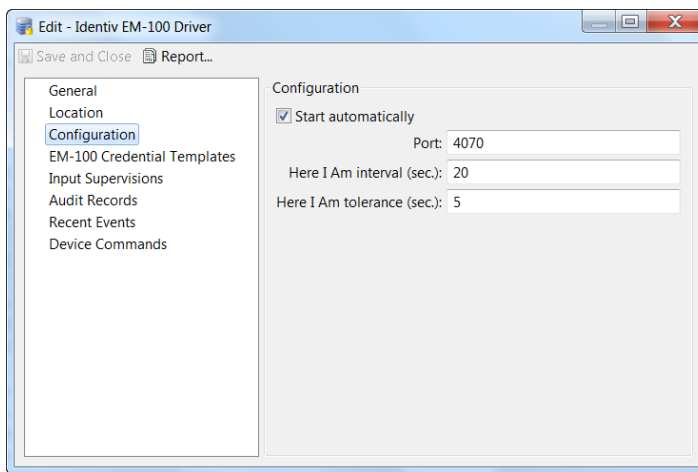 Edit - Identiv EM-100 Driver
Save and Close Report...
General
Location
Configuration
EM-100 Credential Templates
Input Supervisions
Audit Records
Recent Events
Device Commands
Configuration
Start automatically
Port: 4070
Here I Am interval (sec.): 20
Here I Am tolerance (sec.): 5